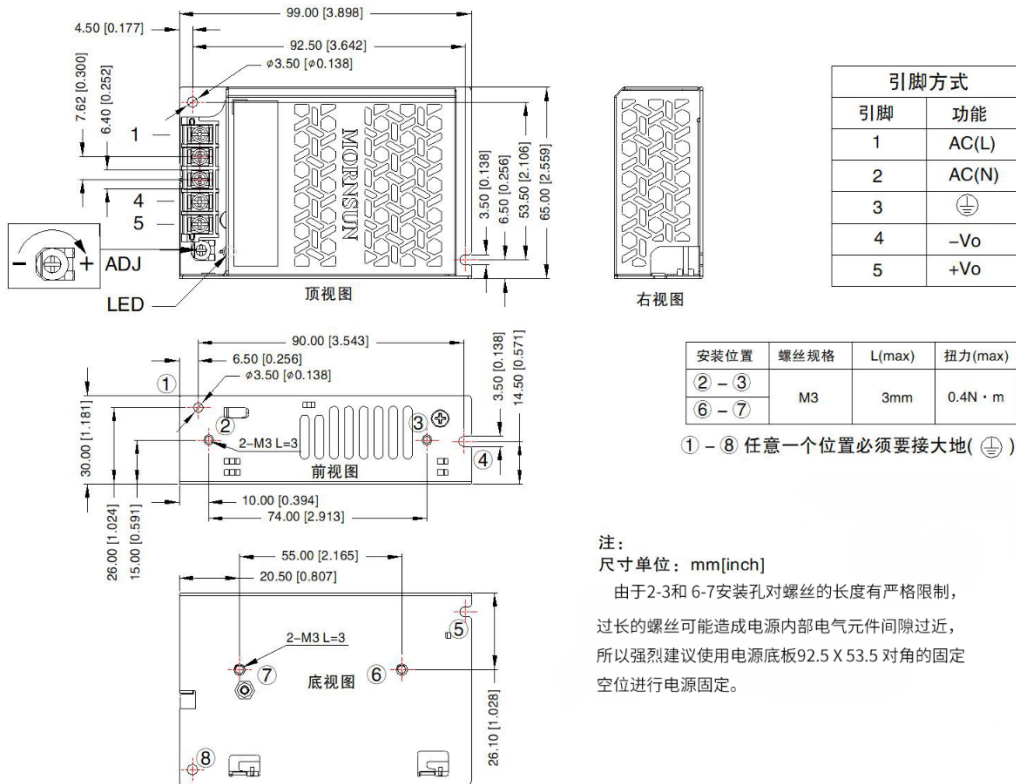 99.00 [3.898]
4.50 [0.177]
92.50 [3.642]
ø3.50 [ø0.138]
7.62 [0.300]
6.40 [0.252]
1
4
5
ADJ
− +
LED
MORNSUN
3.50 [0.138]
6.50 [0.256]
53.50 [2.106]
65.00 [2.559]
顶视图
右视图
引脚方式
引脚 功能
1 AC(L)
2 AC(N)
3 ⏚
4 −Vo
5 +Vo
90.00 [3.543]
6.50 [0.256]
ø3.50 [ø0.138]
①
②
③
④
2-M3 L=3
前视图
3.50 [0.138]
14.50 [0.571]
30.00 [1.181]
26.00 [1.024]
15.00 [0.591]
10.00 [0.394]
74.00 [2.913]
安装位置 螺丝规格 L(max) 扭力(max)
②－③ M3 3mm 0.4N・m
⑥－⑦
①－⑧ 任意一个位置必须要接大地( ⏚ )
55.00 [2.165]
20.50 [0.807]
2-M3 L=3
⑤
⑥
⑦
⑧
底视图
26.10 [1.028]
注：
尺寸单位：mm[inch]
由于2-3和 6-7安装孔对螺丝的长度有严格限制，
过长的螺丝可能造成电源内部电气元件间隙过近，
所以强烈建议使用电源底板92.5 X 53.5 对角的固定
空位进行电源固定。